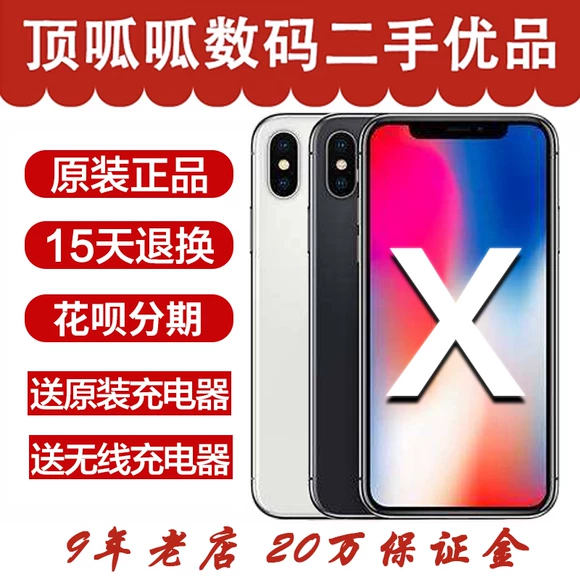 顶呱呱数码二手优品
原装正品
15天退换
花呗分期
送原装充电器
送无线充电器
X
9年老店 20万保证金